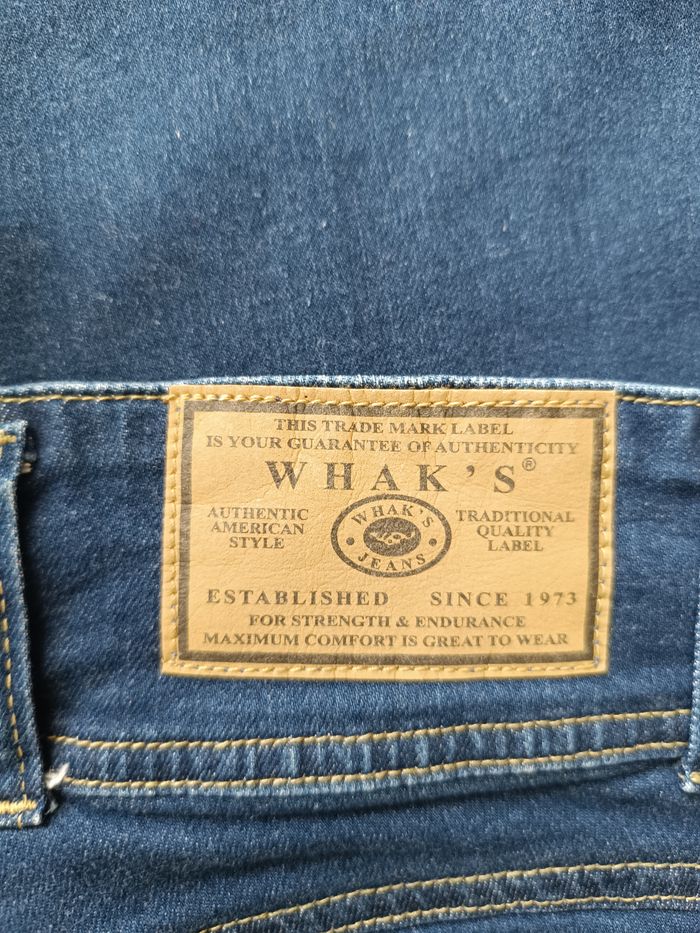 THIS TRADE MARK LABEL
IS YOUR GUARANTEE OF AUTHENTICITY
WHAK'S®
AUTHENTIC
AMERICAN
STYLE
WHAK'S
JEANS
TRADITIONAL
QUALITY
LABEL
ESTABLISHED SINCE 1973
FOR STRENGTH & ENDURANCE
MAXIMUM COMFORT IS GREAT TO WEAR